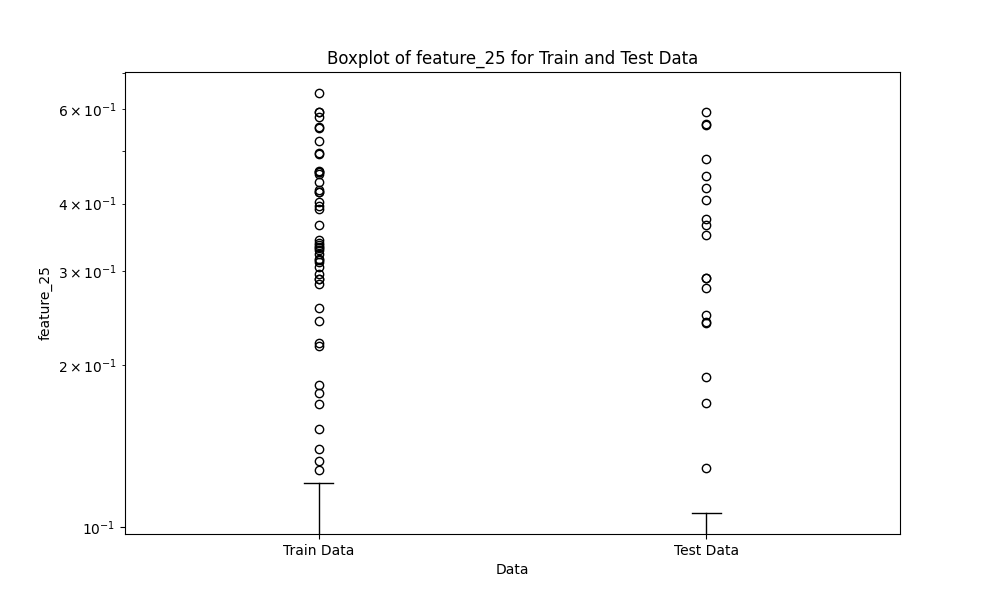 Boxplot of feature_25 for Train and Test Data
6 × 10⁻¹
4 × 10⁻¹
3 × 10⁻¹
2 × 10⁻¹
10⁻¹
feature_25
Train Data
Test Data
Data